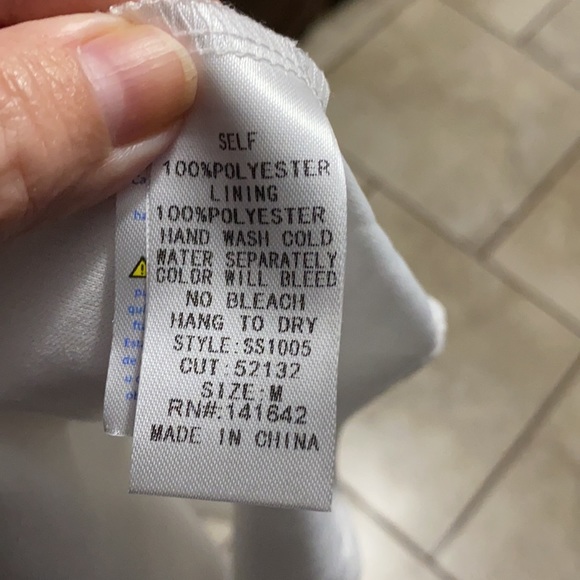 SELF
100%POLYESTER
LINING
100%POLYESTER
HAND WASH COLD
WATER SEPARATELY
COLOR WILL BLEED
NO BLEACH
HANG TO DRY
STYLE:SS1005
CUT:52132
SIZE:M
RN#:141642
MADE IN CHINA